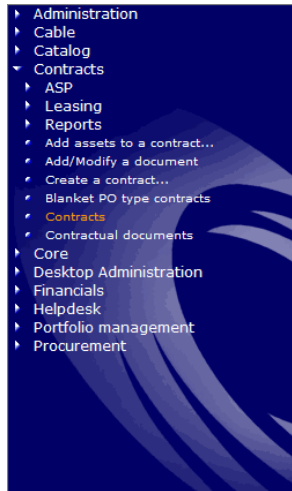 Administration
Cable
Catalog
Contracts
ASP
Leasing
Reports
Add assets to a contract...
Add/Modify a document
Create a contract...
Blanket PO type contracts
Contracts
Contractual documents
Core
Desktop Administration
Financials
Helpdesk
Portfolio management
Procurement